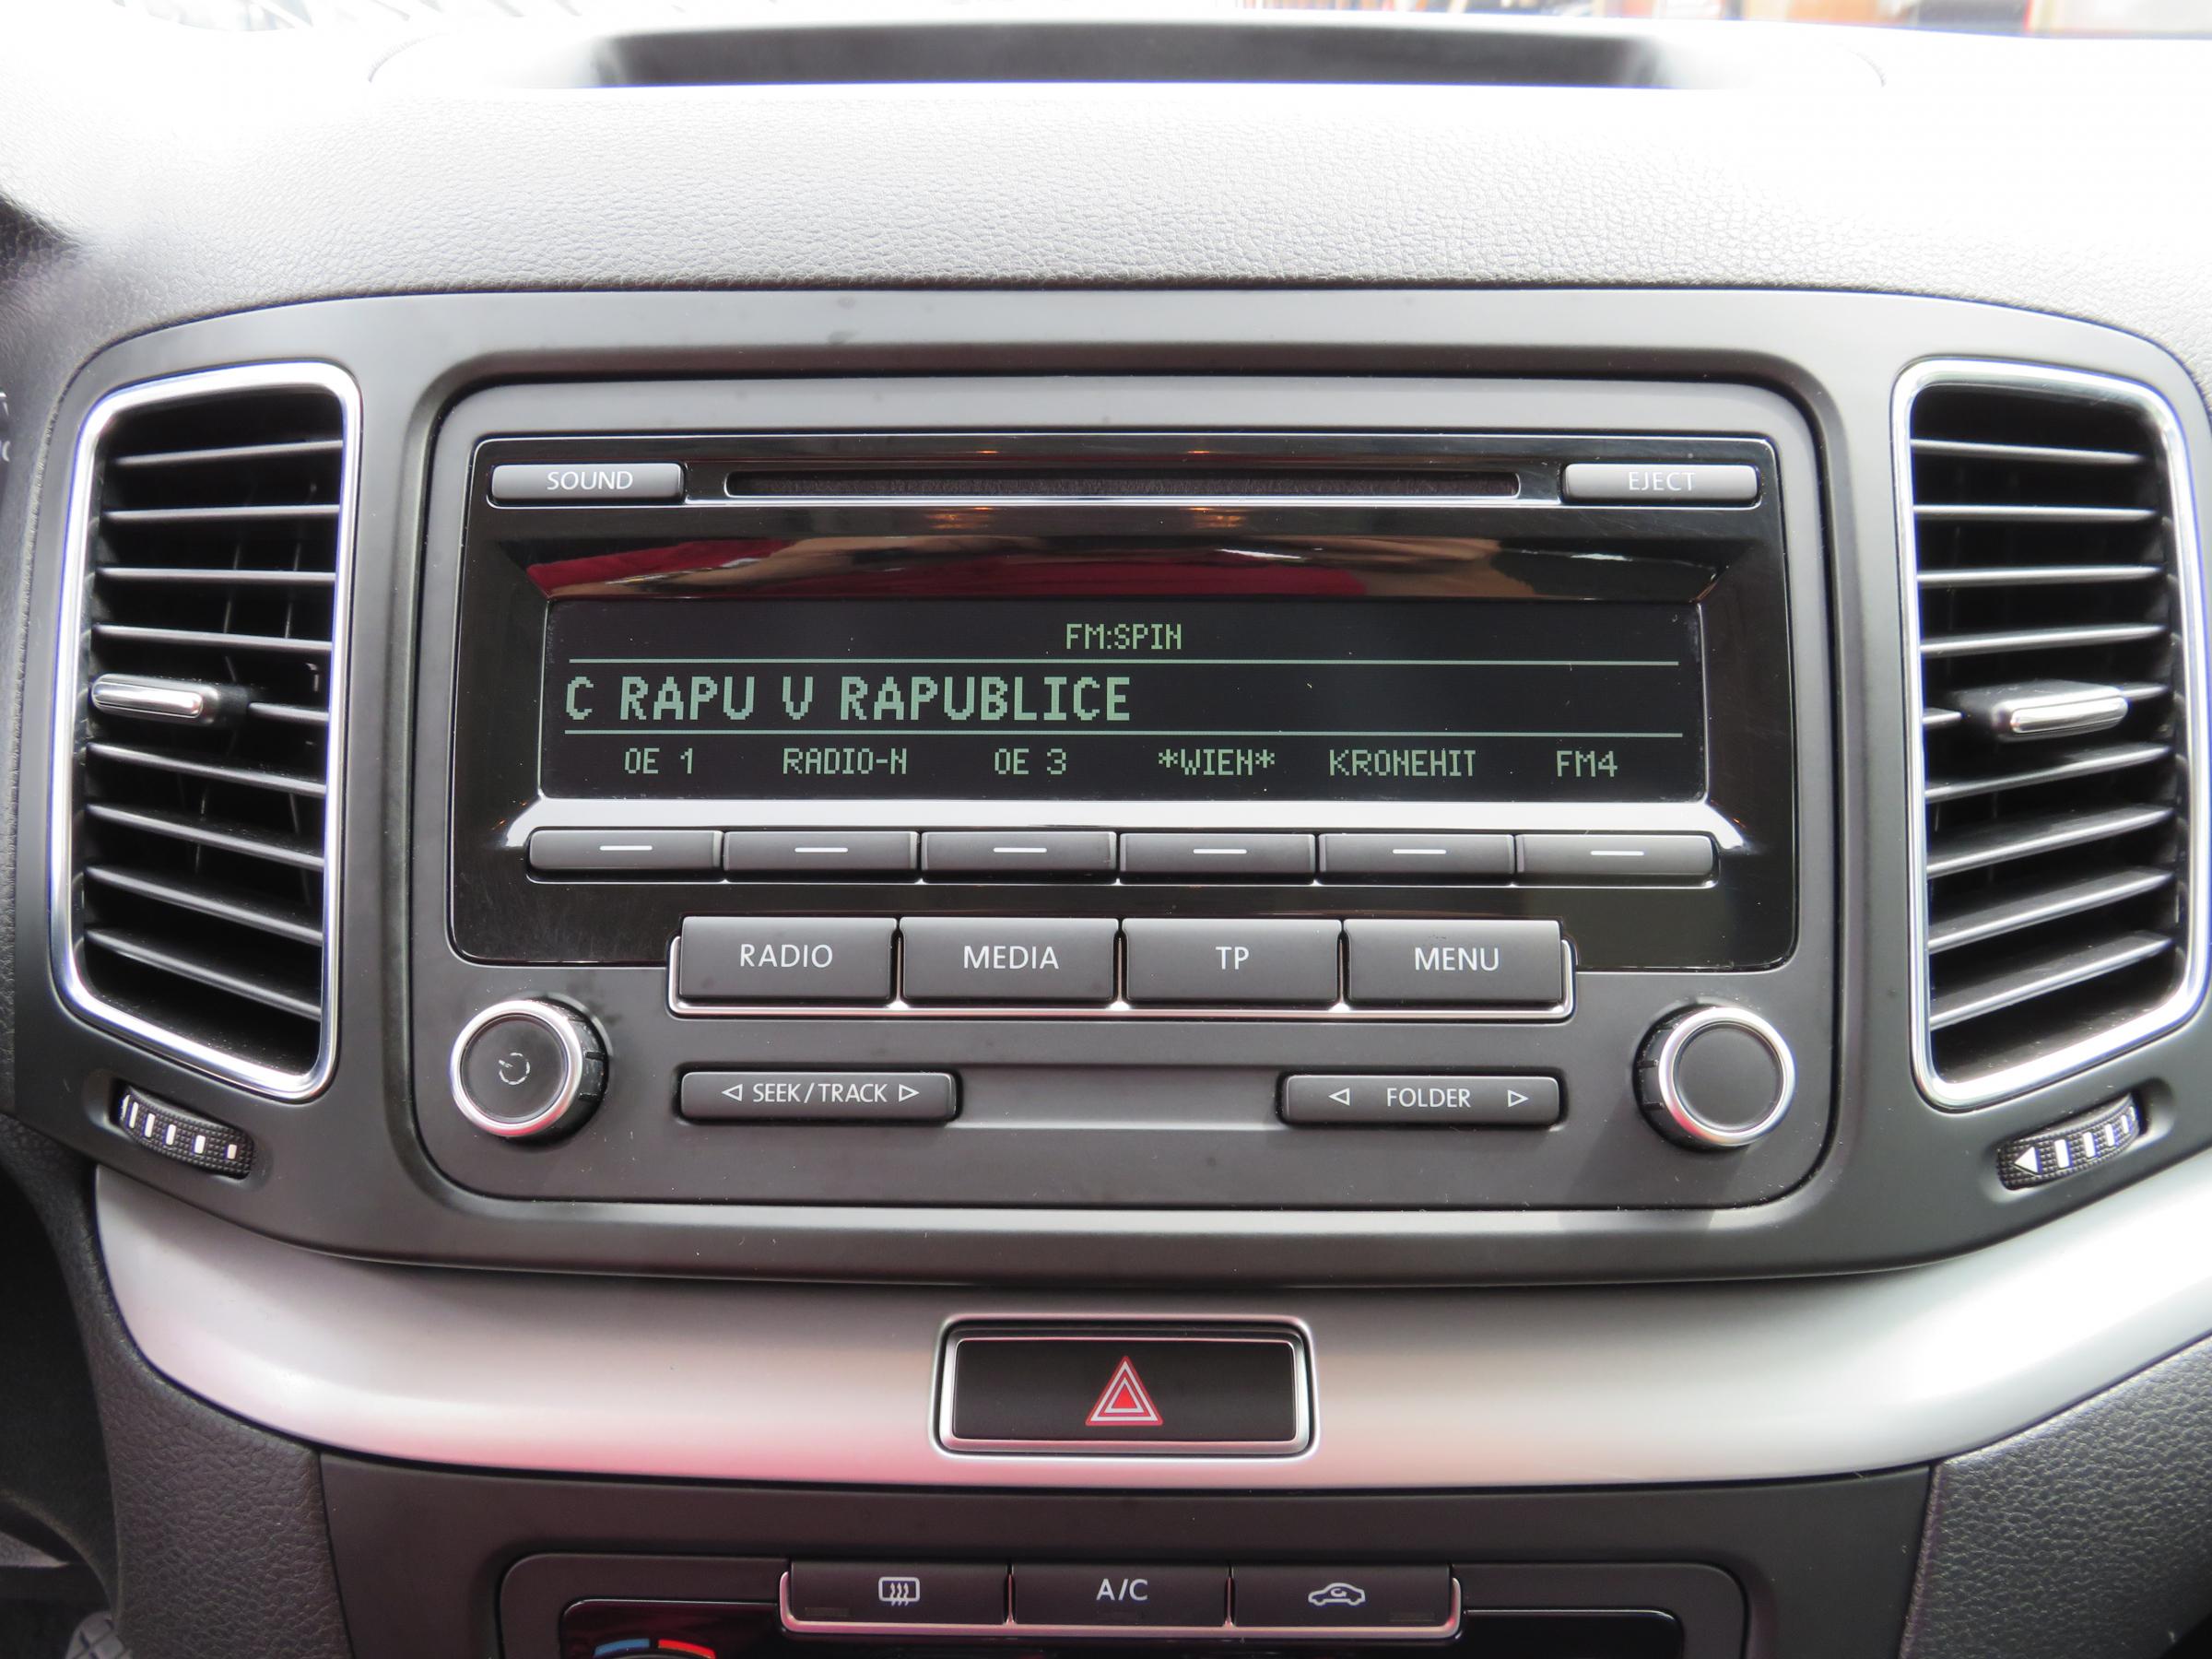 SOUND EJECT
FM:SPIN
C RAPU V RAPUBLICE
OE 1 RADIO-N OE 3 *WIEN* KRONEHIT FM4
RADIO MEDIA TP MENU
SEEK/TRACK FOLDER
A/C